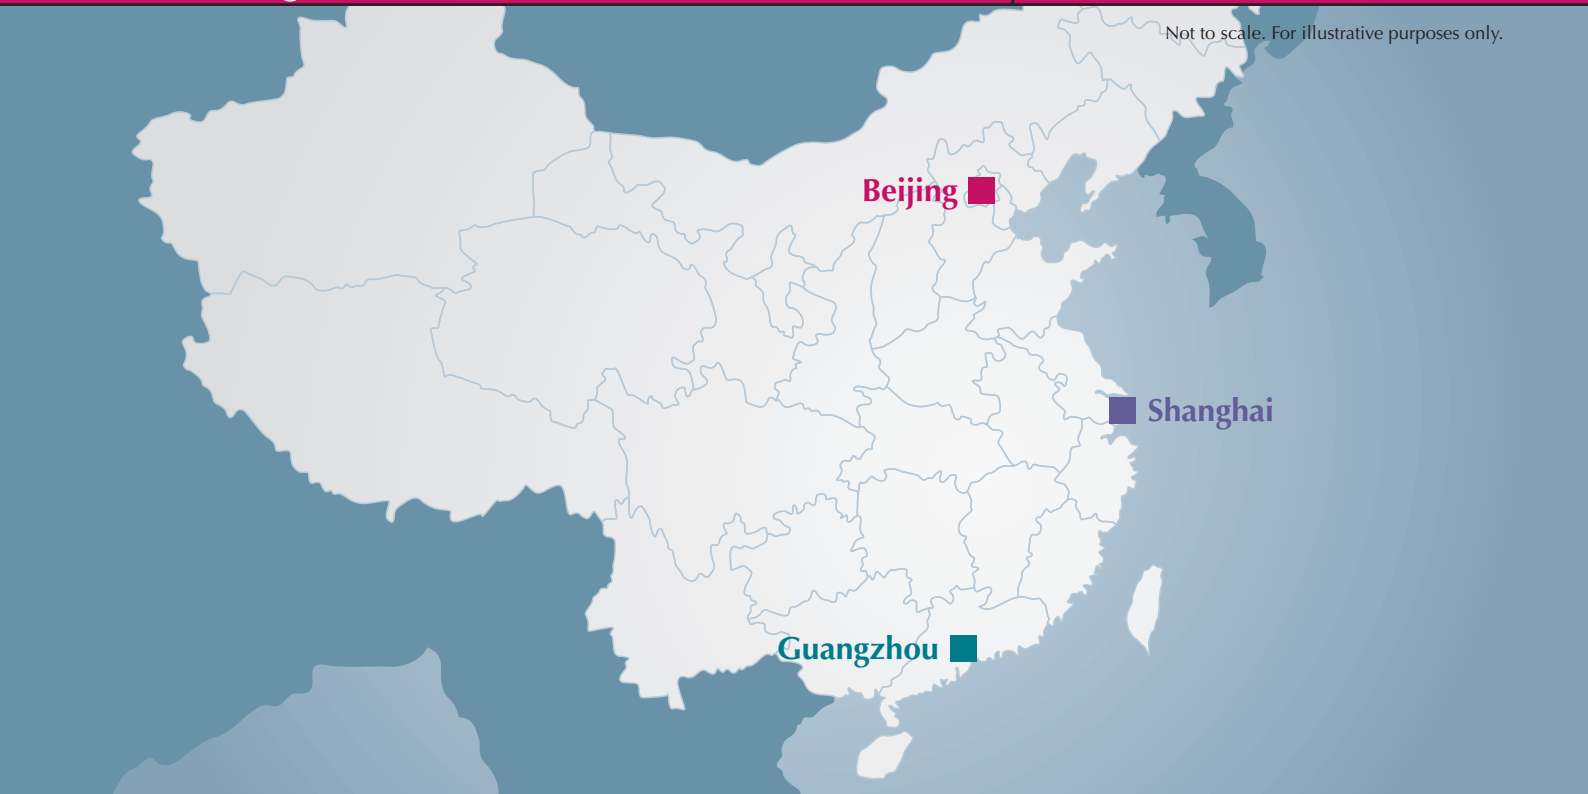 Not to scale. For illustrative purposes only.
Beijing
Shanghai
Guangzhou